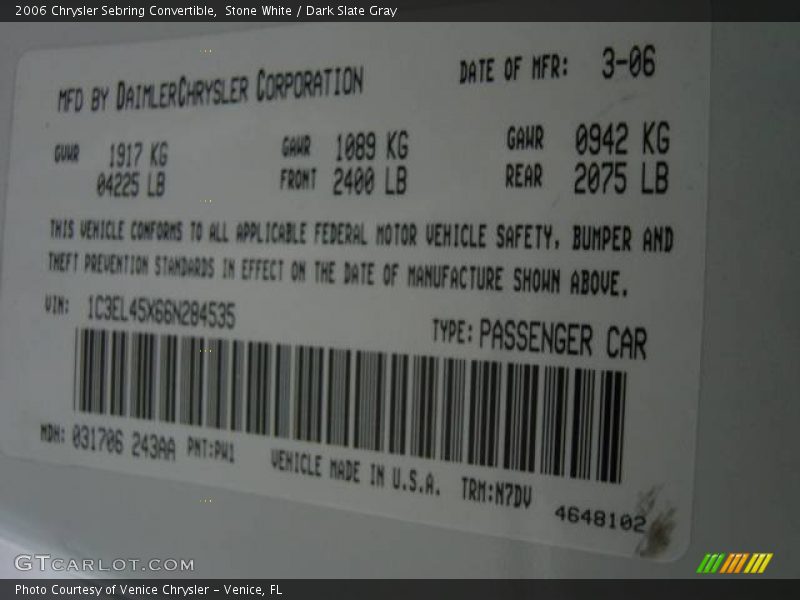 2006 Chrysler Sebring Convertible,  Stone White / Dark Slate Gray
MFD BY DAIMLERCHRYSLER CORPORATION
DATE OF MFR: 3-06
GVWR 1917 KG GAWR 1089 KG GAWR 0942 KG
04225 LB FRONT 2400 LB REAR 2075 LB
THIS VEHICLE CONFORMS TO ALL APPLICABLE FEDERAL MOTOR VEHICLE SAFETY, BUMPER AND
THEFT PREVENTION STANDARDS IN EFFECT ON THE DATE OF MANUFACTURE SHOWN ABOVE.
VIN: 1C3EL45X66N284535
TYPE: PASSENGER CAR
MDH: 031706 243AA PNT:PW1
VEHICLE MADE IN U.S.A. TRM:N7DV
4648102
GTCARLOT.COM
Photo Courtesy of Venice Chrysler – Venice, FL